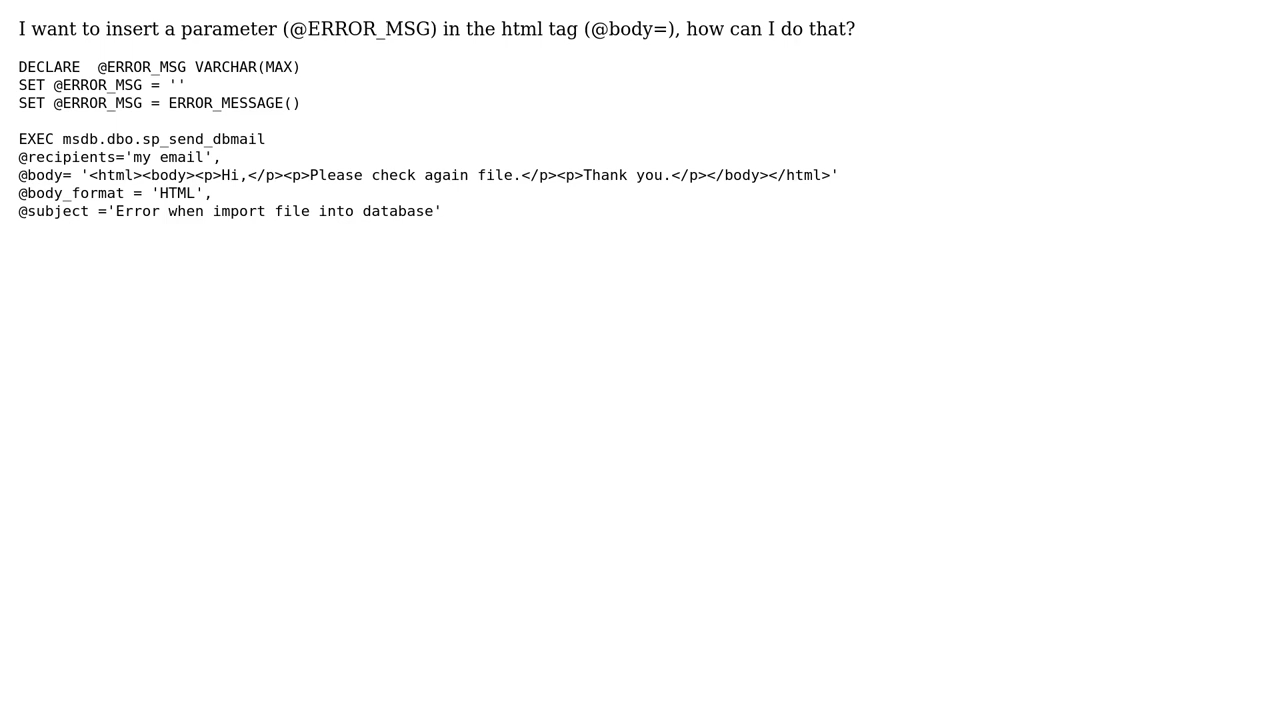 I want to insert a parameter (@ERROR_MSG) in the html tag (@body=), how can I do that?
DECLARE  @ERROR_MSG VARCHAR(MAX)
SET @ERROR_MSG = ''
SET @ERROR_MSG = ERROR_MESSAGE()
EXEC msdb.dbo.sp_send_dbmail
@recipients='my email',
@body= '<html><body><p>Hi,</p><p>Please check again file.</p><p>Thank you.</p></body></html>'
@body_format = 'HTML',
@subject ='Error when import file into database'